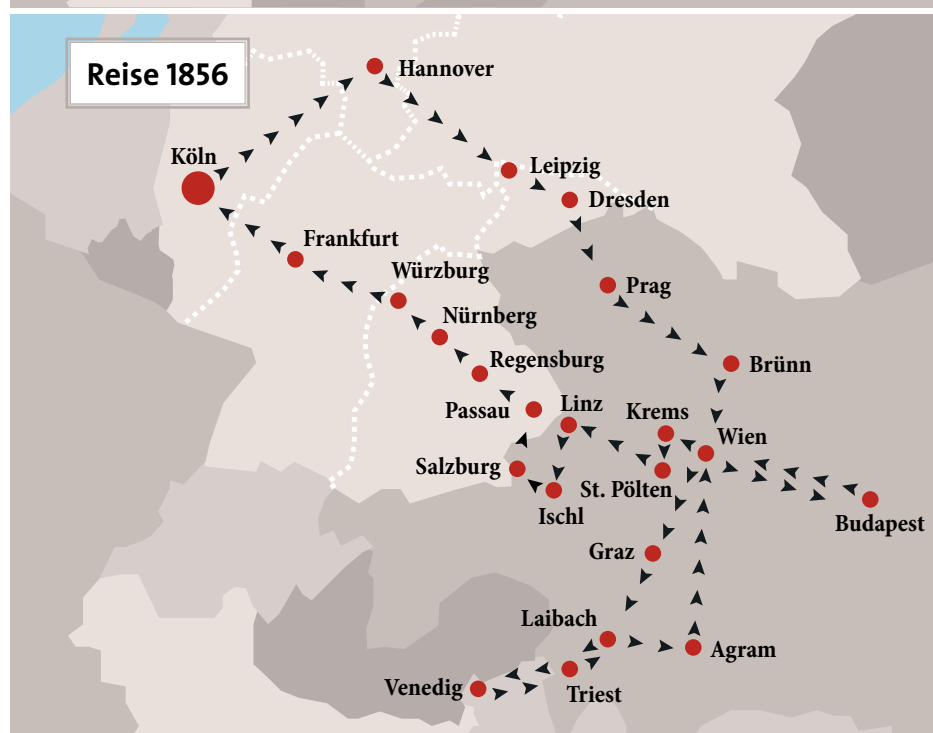 Reise 1856
Hannover
Köln
Leipzig
Dresden
Frankfurt
Würzburg
Prag
Nürnberg
Regensburg
Brünn
Passau
Linz
Krems
Wien
Salzburg
St. Pölten
Ischl
Budapest
Graz
Laibach
Agram
Venedig
Triest